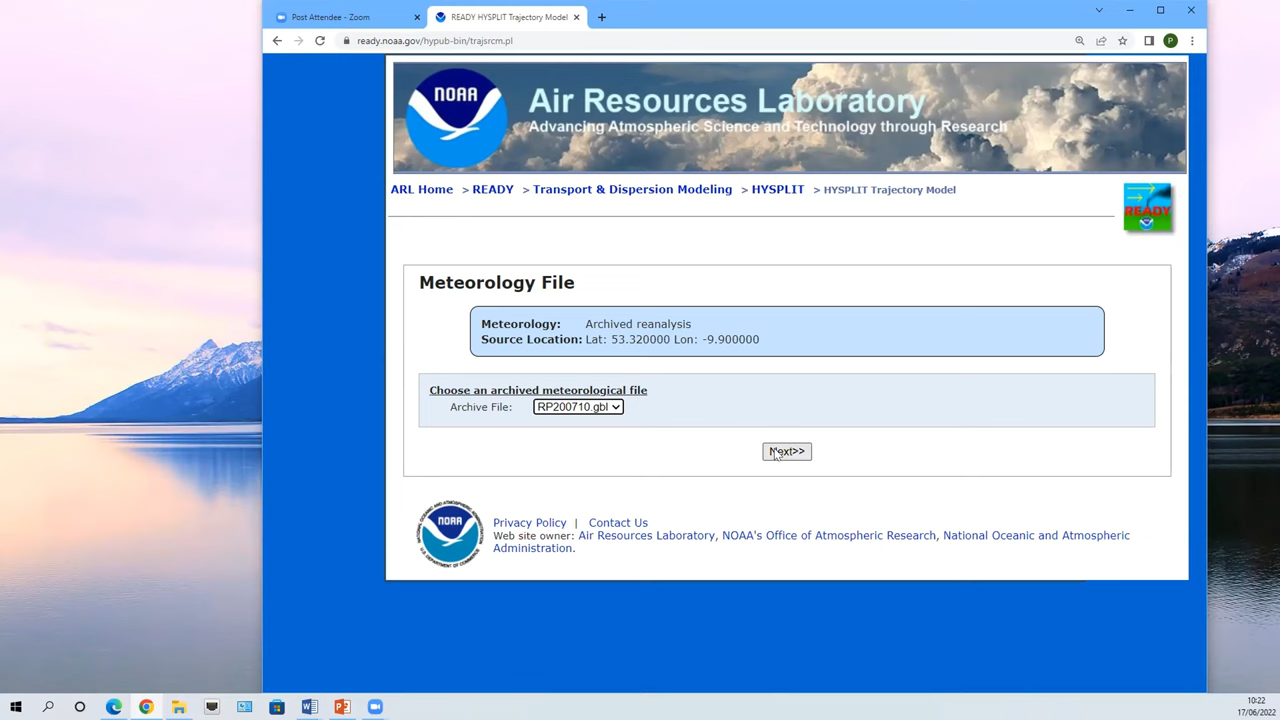 Post Attendee - Zoom
READY HYSPLIT Trajectory Model
ready.noaa.gov/hypub-bin/trajsrcm.pl
P
NOAA
Air Resources Laboratory
Advancing Atmospheric Science and Technology through Research
ARL Home > READY > Transport & Dispersion Modeling > HYSPLIT > HYSPLIT Trajectory Model
READY
Meteorology File
Meteorology: Archived reanalysis
Source Location: Lat: 53.320000 Lon: -9.900000
Choose an archived meteorological file
Archive File: RP200710.gbl
Next>>
NOAA
Privacy Policy | Contact Us
Web site owner: Air Resources Laboratory, NOAA's Office of Atmospheric Research, National Oceanic and Atmospheric
Administration.
10:22
17/06/2022